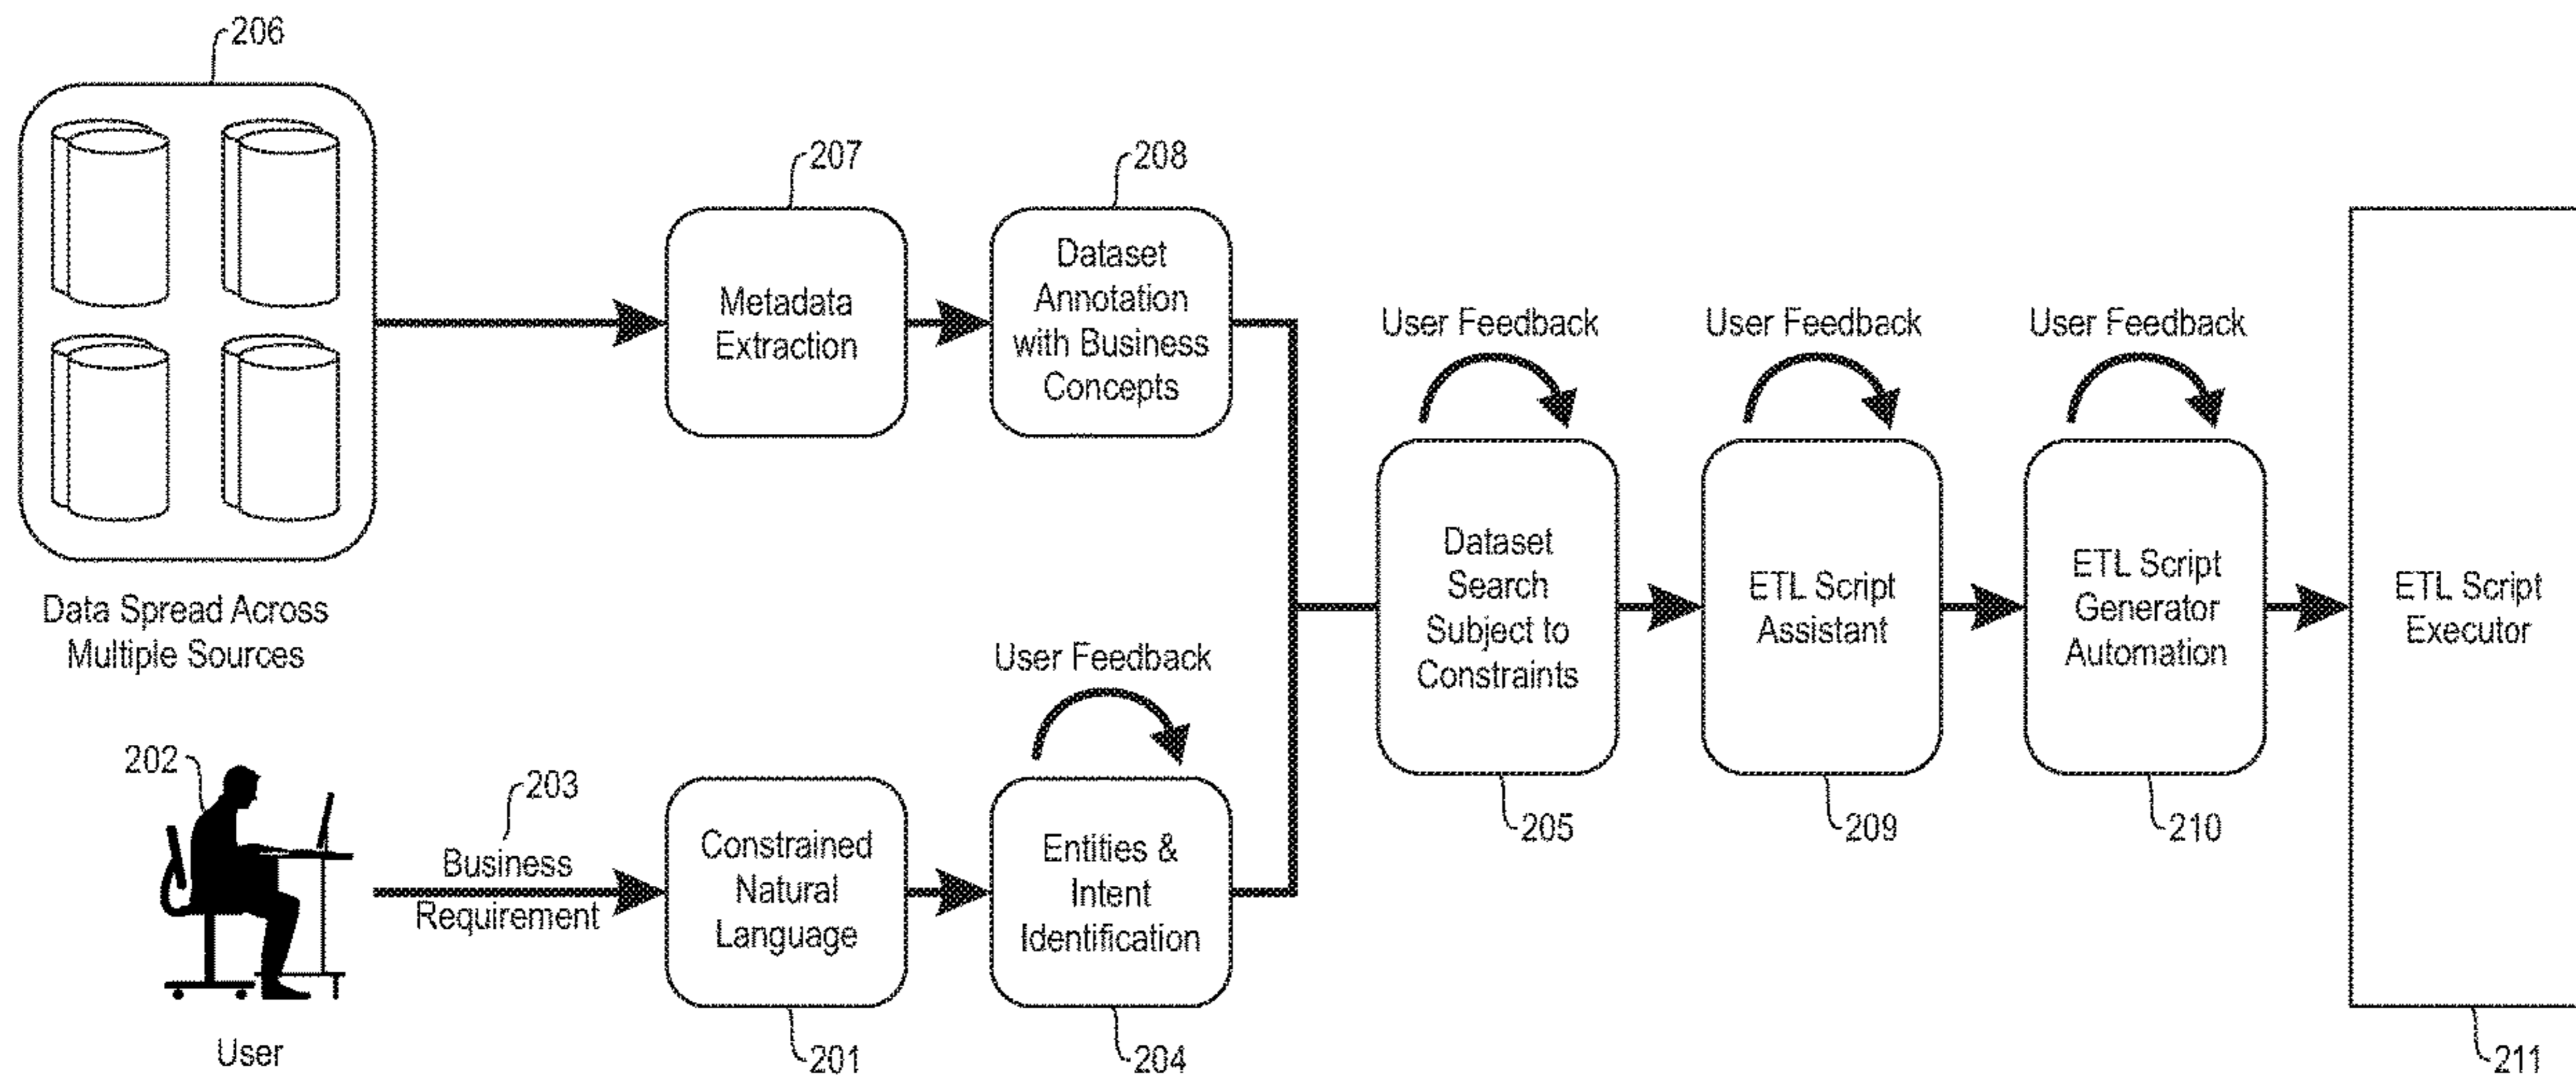 206
Data Spread Across
Multiple Sources
207
Metadata
Extraction
208
Dataset
Annotation
with Business
Concepts
202
User
203
Business
Requirement
Constrained
Natural
Language
201
User Feedback
Entities &
Intent
Identification
204
User Feedback
Dataset
Search
Subject to
Constraints
205
User Feedback
ETL Script
Assistant
209
User Feedback
ETL Script
Generator
Automation
210
ETL Script
Executor
211